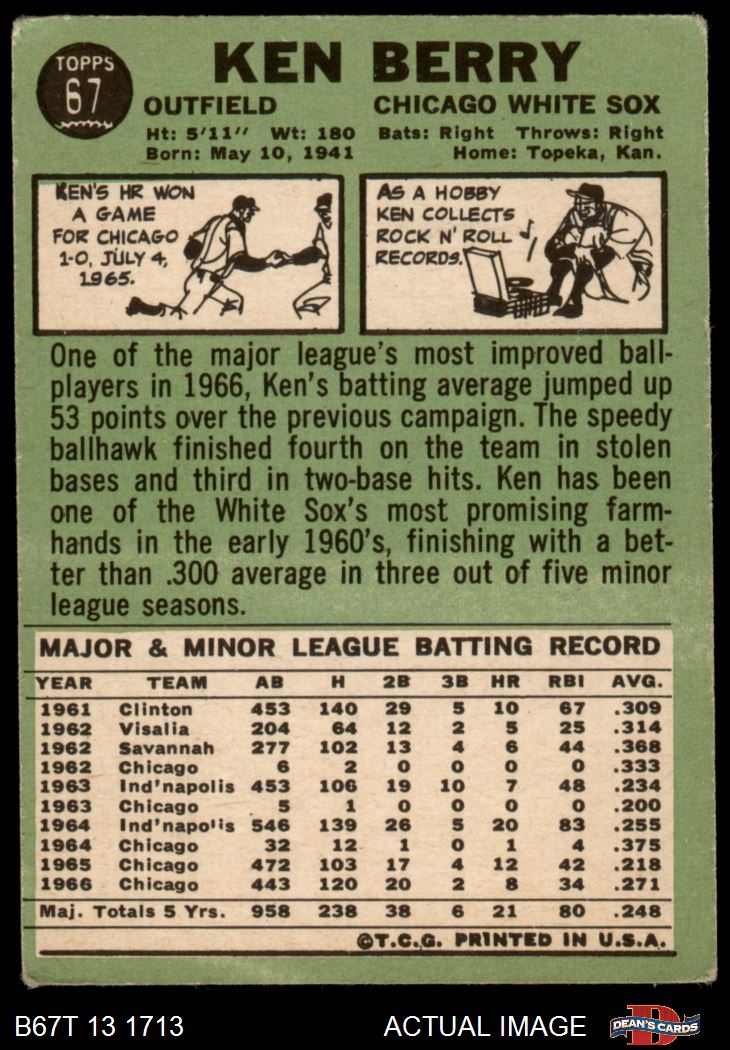 TOPPS
67
KEN BERRY
OUTFIELD CHICAGO WHITE SOX
Ht: 5'11" Wt: 180 Bats: Right Throws: Right
Born: May 10, 1941 Home: Topeka, Kan.
KEN'S HR WON
A GAME
FOR CHICAGO
1-0, JULY 4,
1965.
AS A HOBBY
KEN COLLECTS
ROCK N' ROLL
RECORDS.
One of the major league's most improved ball-
players in 1966, Ken's batting average jumped up
53 points over the previous campaign. The speedy
ballhawk finished fourth on the team in stolen
bases and third in two-base hits. Ken has been
one of the White Sox's most promising farm-
hands in the early 1960's, finishing with a bet-
ter than .300 average in three out of five minor
league seasons.
MAJOR & MINOR LEAGUE BATTING RECORD
YEAR TEAM AB H 2B 3B HR RBI AVG.
1961 Clinton 453 140 29 5 10 67 .309
1962 Visalia 204 64 12 2 5 25 .314
1962 Savannah 277 102 13 4 6 44 .368
1962 Chicago 6 2 0 0 0 0 .333
1963 Ind'napolis 453 106 19 10 7 48 .234
1963 Chicago 5 1 0 0 0 0 .200
1964 Ind'napolis 546 139 26 5 20 83 .255
1964 Chicago 32 12 1 0 1 4 .375
1965 Chicago 472 103 17 4 12 42 .218
1966 Chicago 443 120 20 2 8 34 .271
Maj. Totals 5 Yrs. 958 238 38 6 21 80 .248
©T.C.G. PRINTED IN U.S.A.
B67T 13 1713 ACTUAL IMAGE DEAN'S CARDS